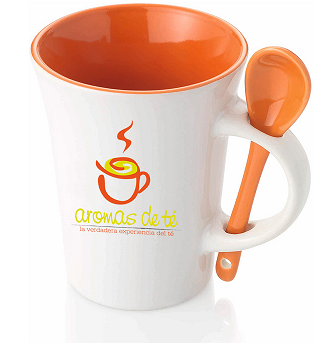 aromas de té
la verdadera experiencia del té